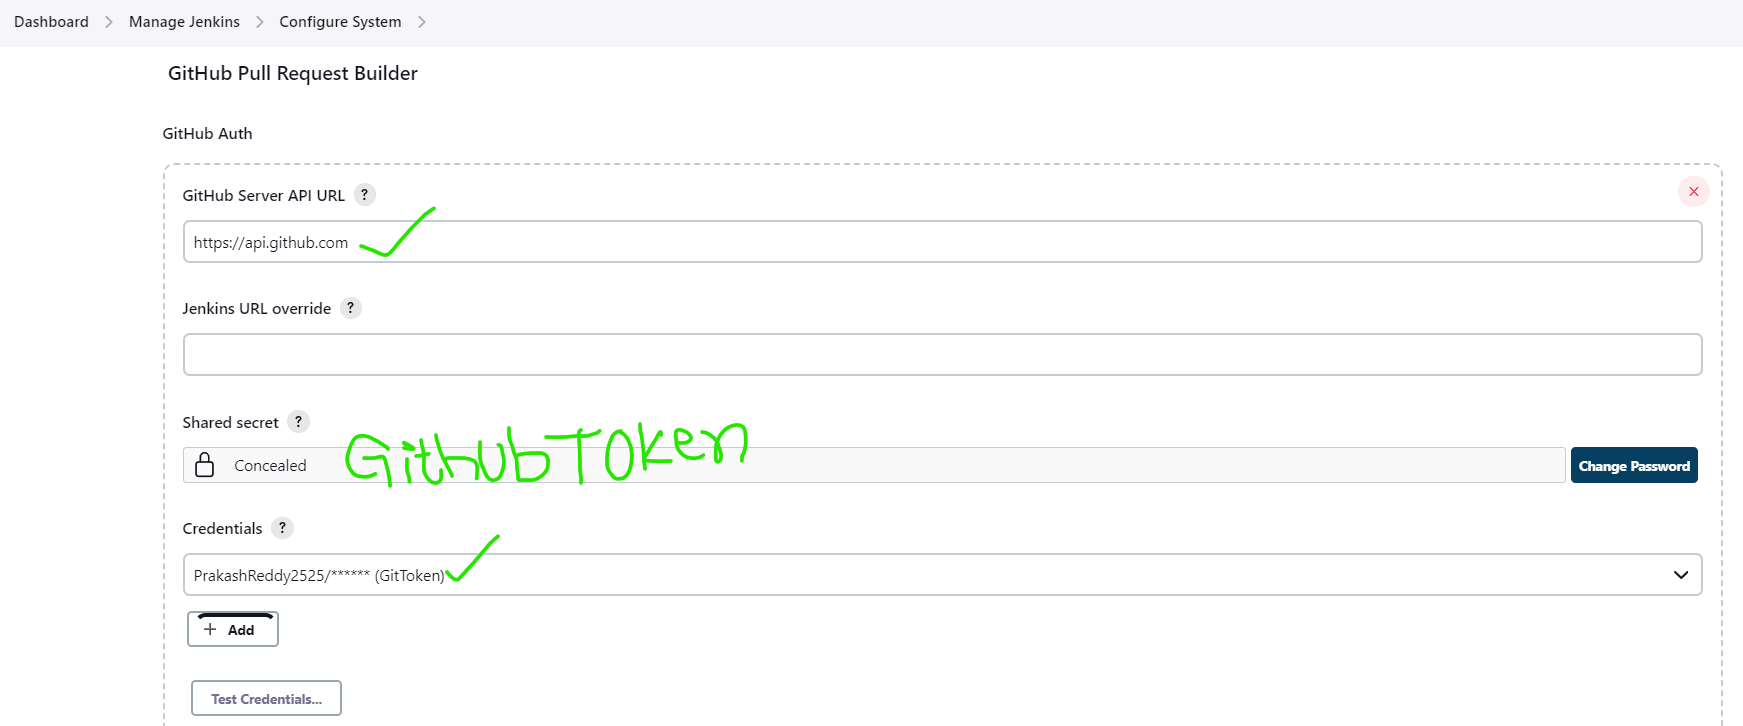 Dashboard > Manage Jenkins > Configure System >
GitHub Pull Request Builder
GitHub Auth
GitHub Server API URL ?
https://api.github.com
Jenkins URL override ?
Shared secret ?
Concealed
GithubTOken
Change Password
Credentials ?
PrakashReddy2525/****** (GitToken)
+ Add
Test Credentials...